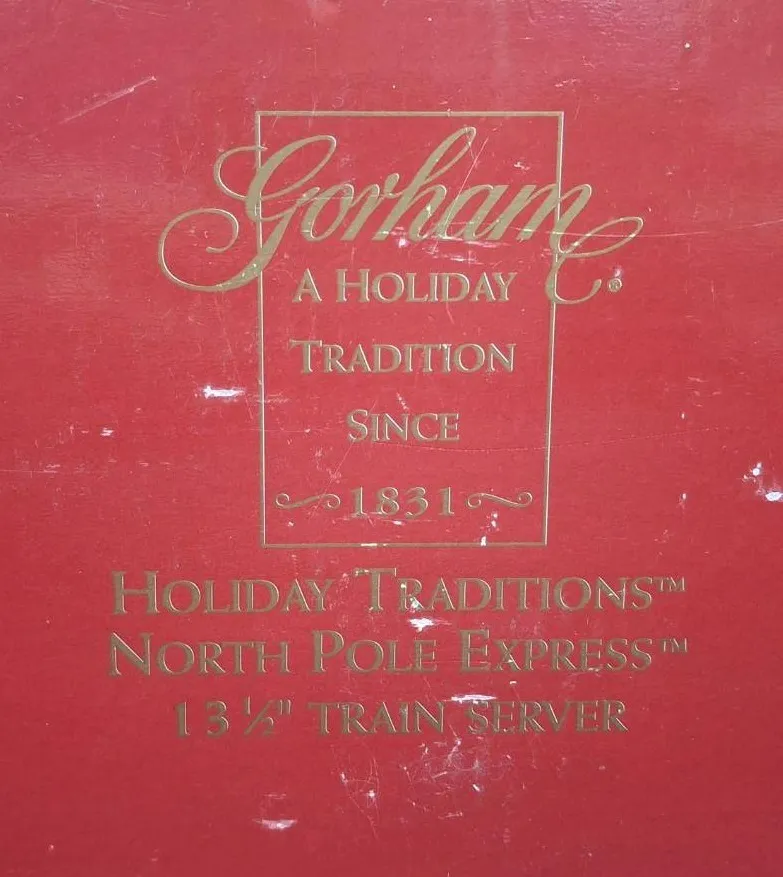 Gorham®
A HOLIDAY
TRADITION
SINCE
1831
HOLIDAY TRADITIONS™
NORTH POLE EXPRESS™
13 ½" TRAIN SERVER